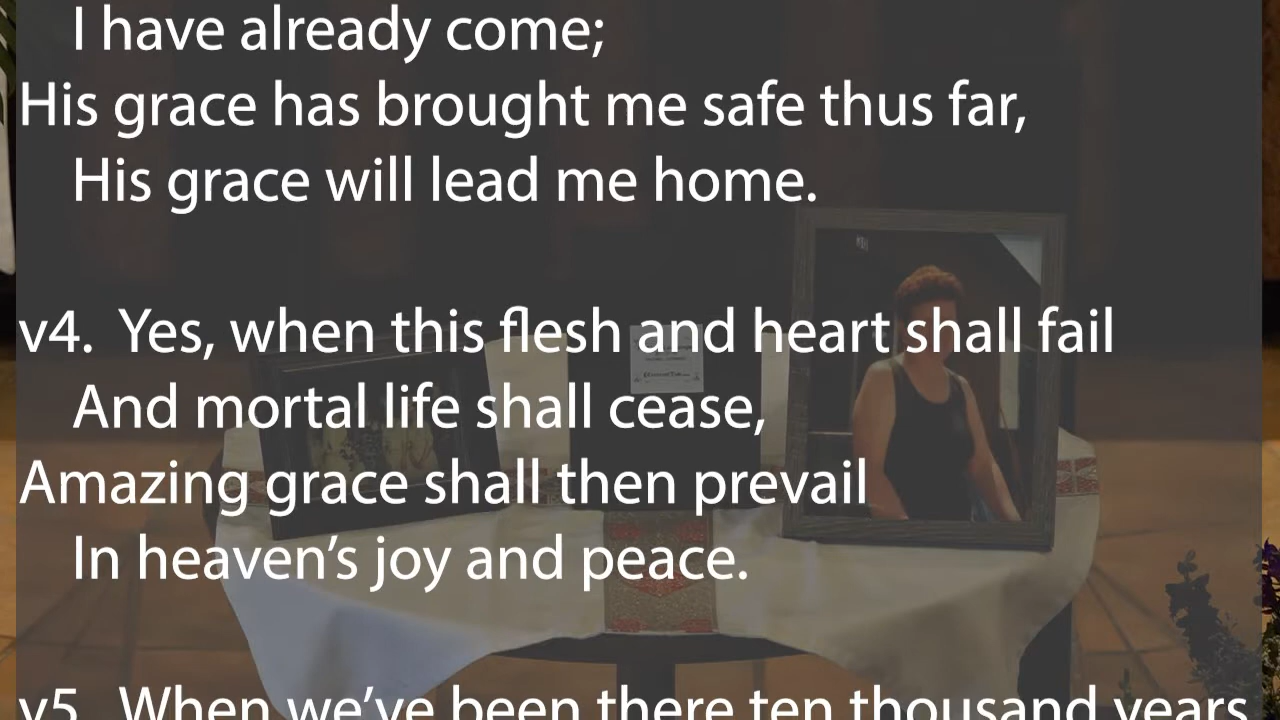 I have already come;
His grace has brought me safe thus far,
His grace will lead me home.
v4. Yes, when this flesh and heart shall fail
And mortal life shall cease,
Amazing grace shall then prevail
In heaven’s joy and peace.
v5. When we’ve been there ten thousand years